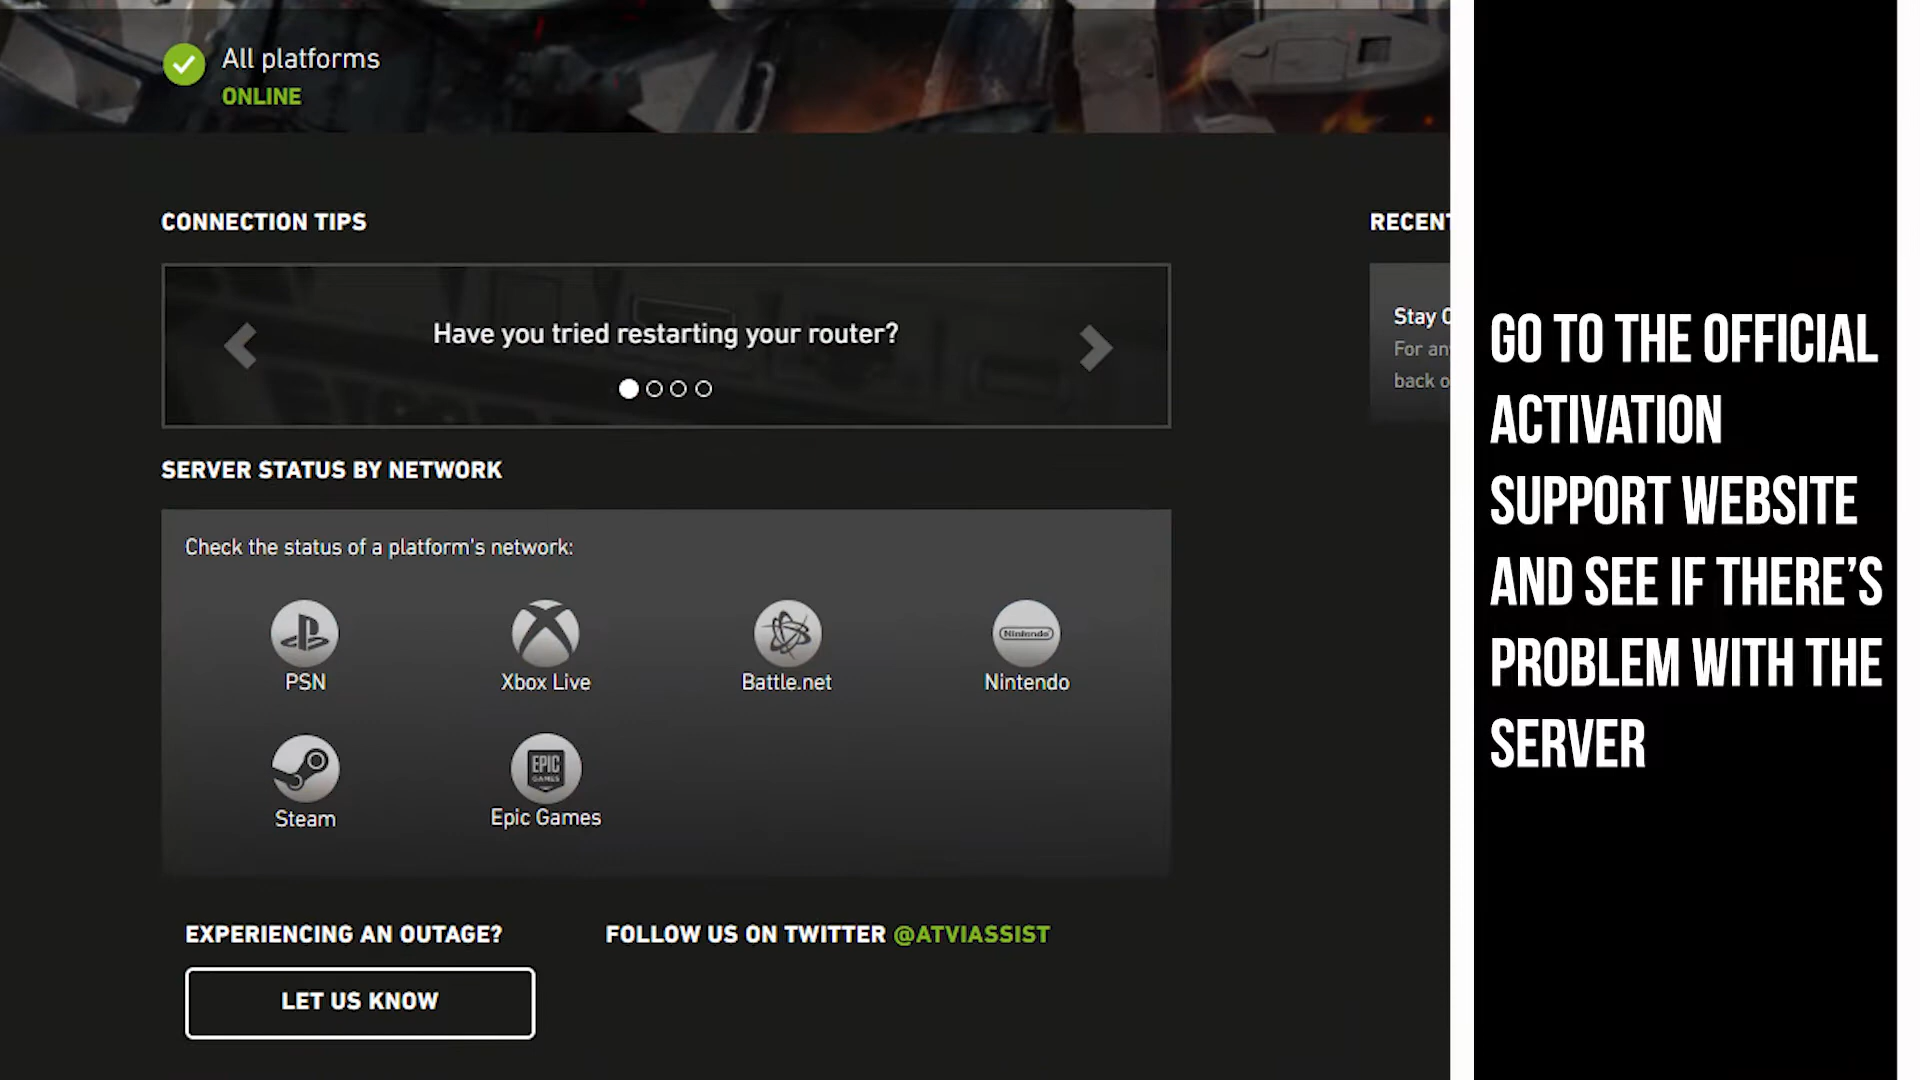 All platforms
ONLINE
CONNECTION TIPS
RECENT
Have you tried restarting your router?
Stay
For an
back o
SERVER STATUS BY NETWORK
Check the status of a platform's network:
Nintendo
PSN
Xbox Live
Battle.net
Nintendo
EPIC
GAMES
Steam
Epic Games
EXPERIENCING AN OUTAGE?
FOLLOW US ON TWITTER @ATVIASSIST
LET US KNOW
GO TO THE OFFICIAL
ACTIVATION
SUPPORT WEBSITE
AND SEE IF THERE’S
PROBLEM WITH THE
SERVER